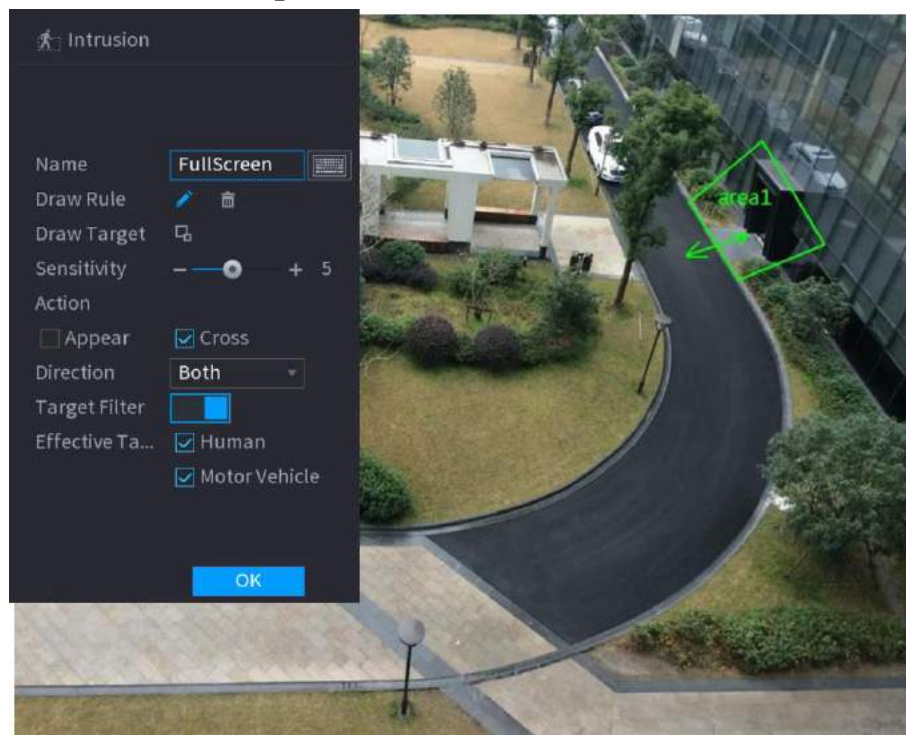 Intrusion
Name FullScreen
Draw Rule
Draw Target
Sensitivity - + 5
Action
Appear Cross
Direction Both
Target Filter
Effective Ta... Human
Motor Vehicle
OK
area1